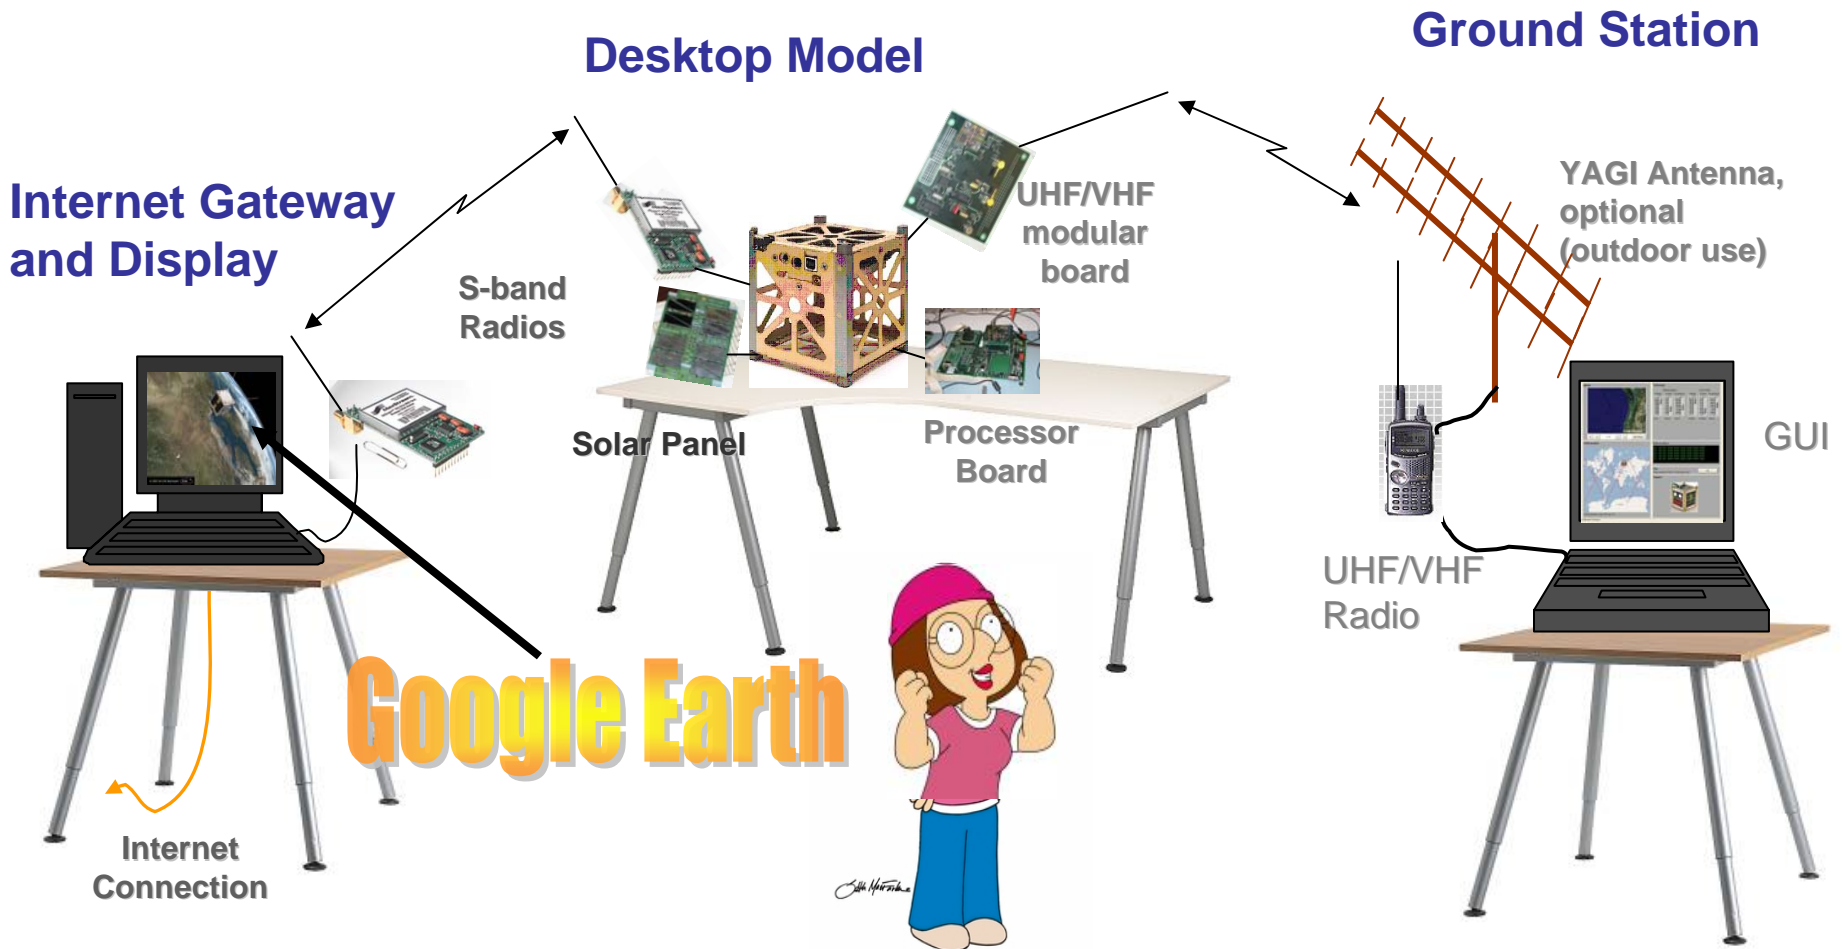 Desktop Model
Ground Station
Internet Gateway
and Display
S-band
Radios
UHF/VHF
modular
board
YAGI Antenna,
optional
(outdoor use)
Solar Panel
Processor
Board
GUI
UHF/VHF
Radio
Google Earth
Internet
Connection